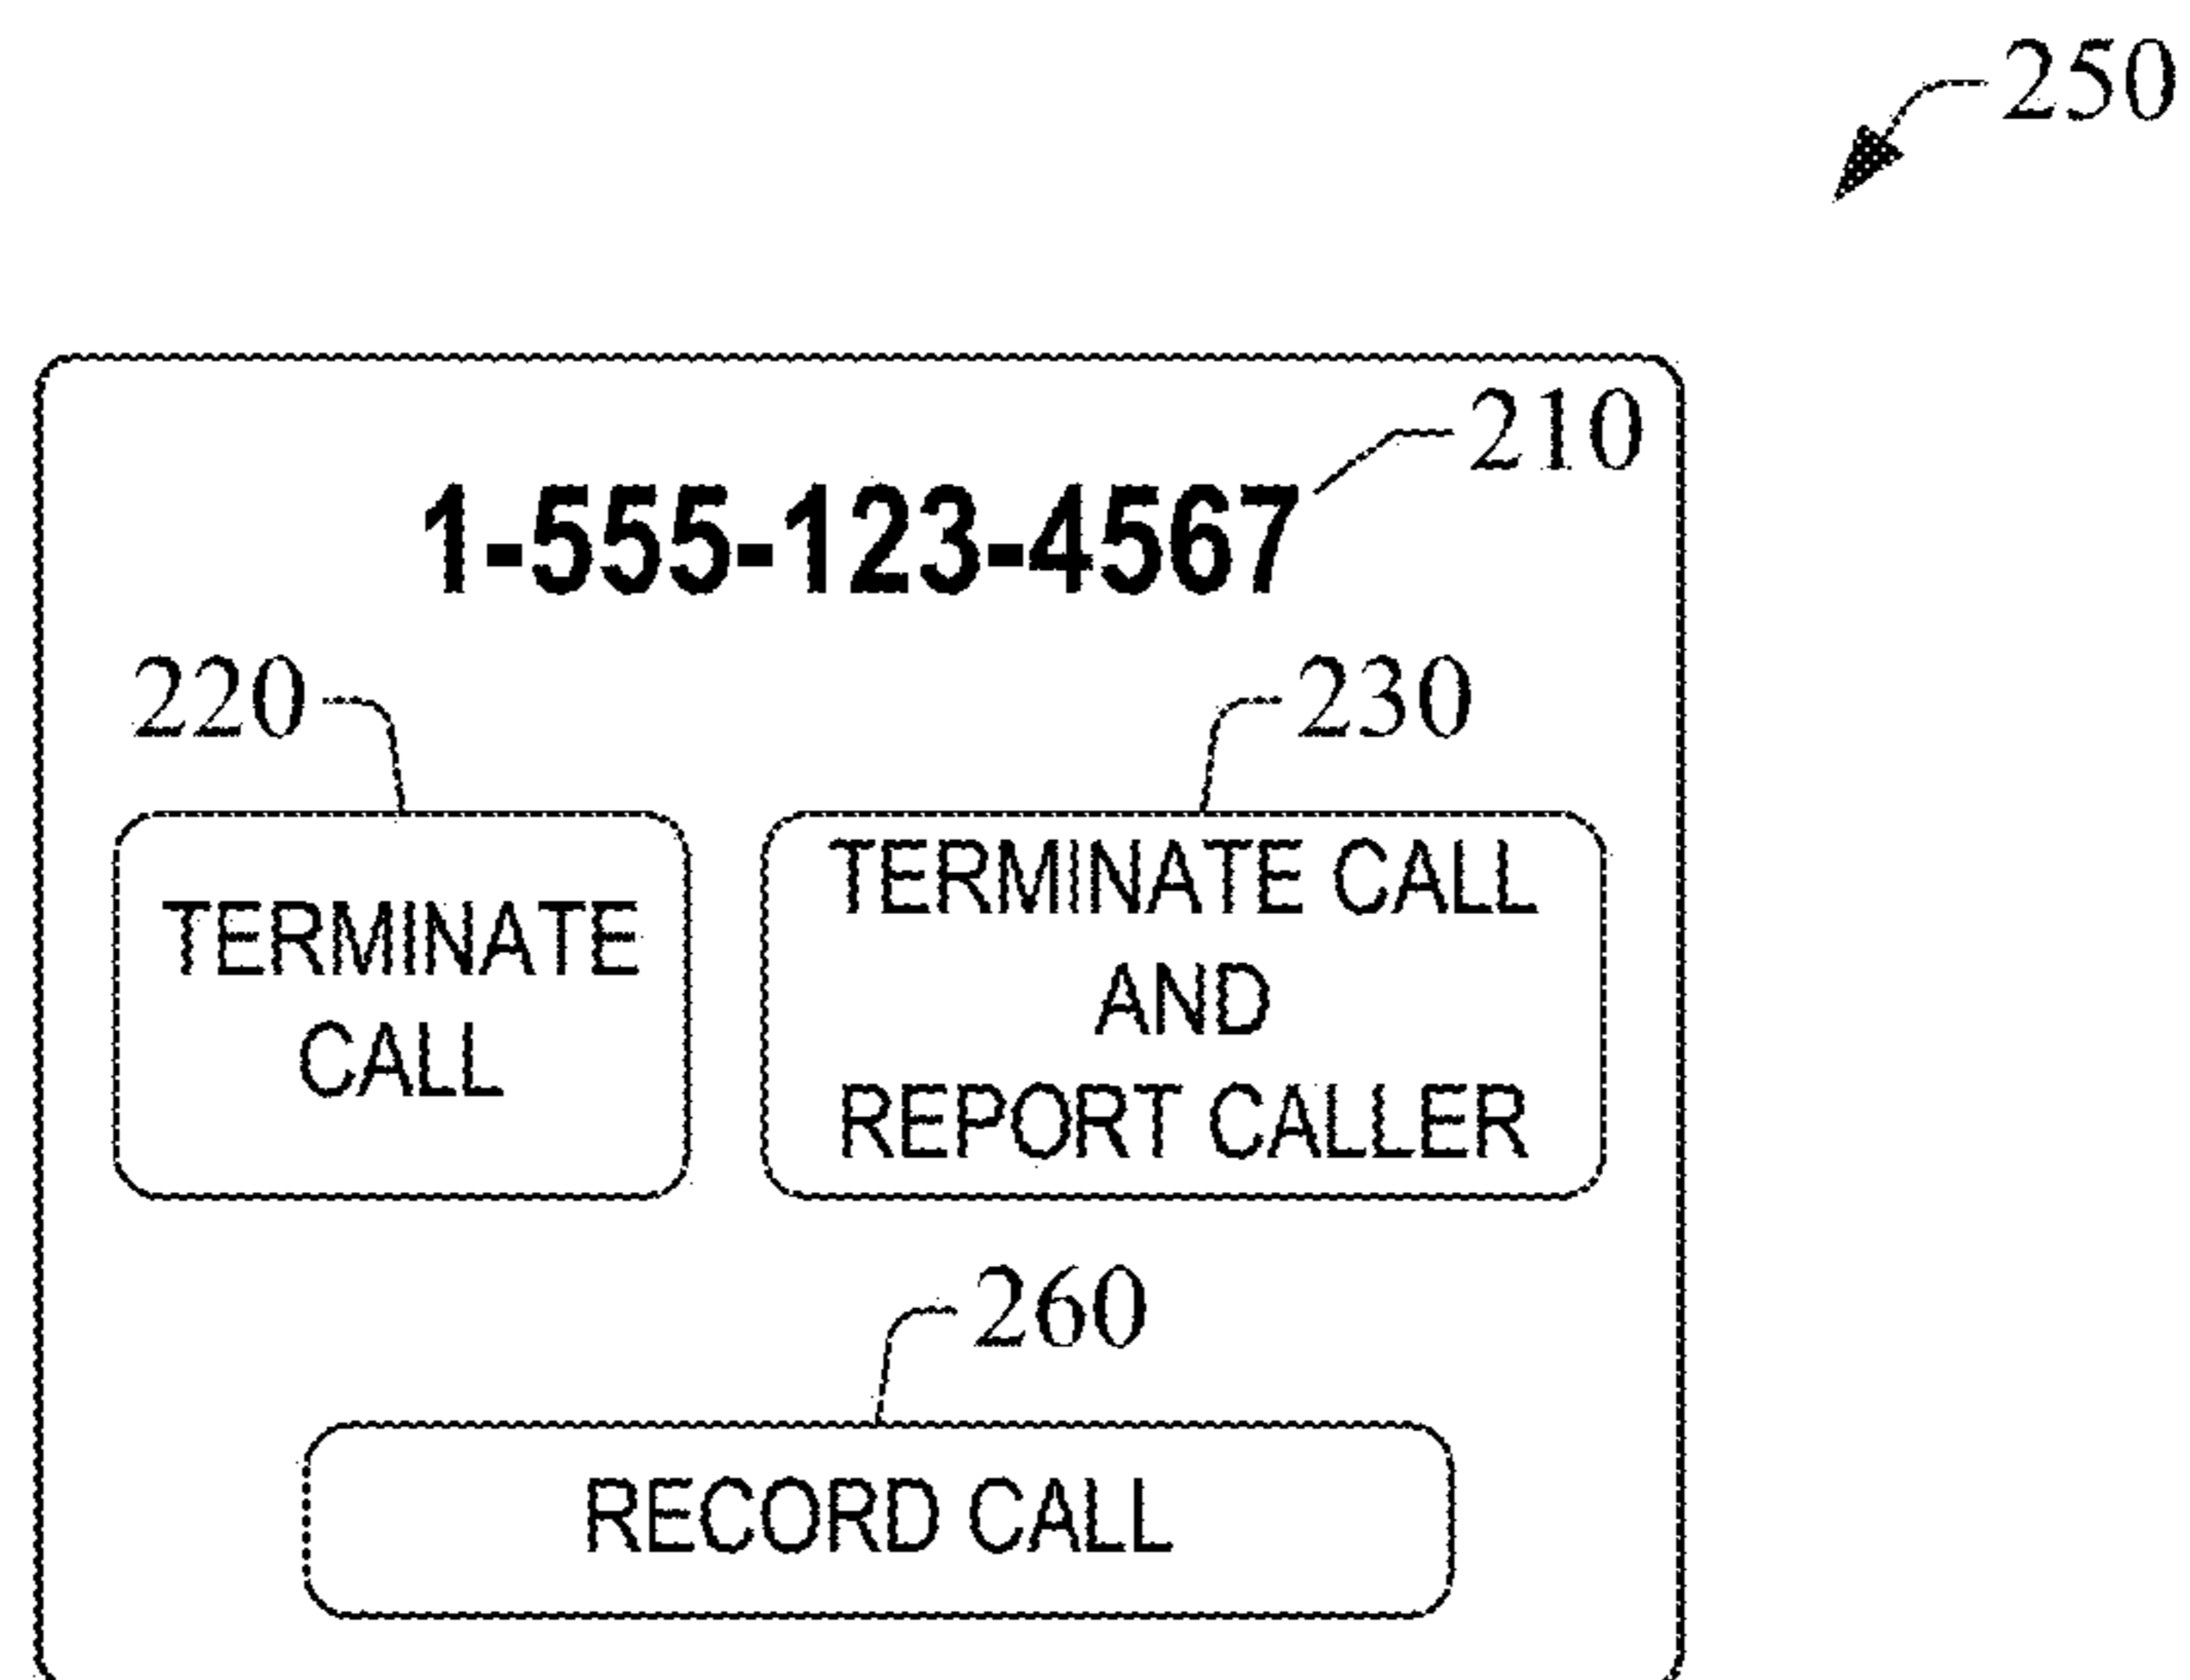 250
210
1-555-123-4567
220
230
TERMINATE
CALL
TERMINATE CALL
AND
REPORT CALLER
260
RECORD CALL